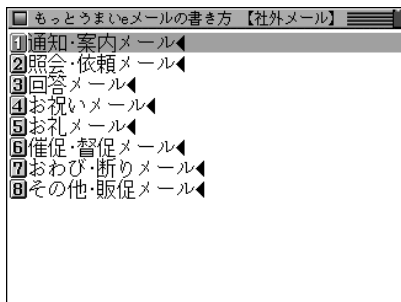 もっとうまいeメールの書き方 【社外メール】
1通知･案内メール◀
2照会･依頼メール◀
3回答メール◀
4お祝いメール◀
5お礼メール◀
6催促･督促メール◀
7おわび･断りメール◀
8その他･販促メール◀